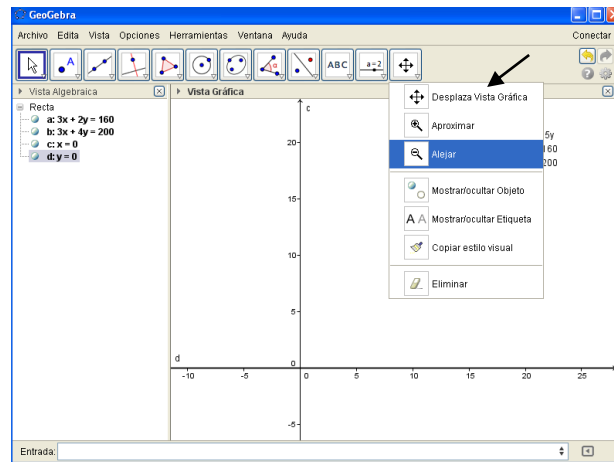 GeoGebra
Archivo Edita Vista Opciones Herramientas Ventana Ayuda Conectar
ABC a=2
Vista Algebraica
Vista Gráfica
Recta
a: 3x + 2y = 160
b: 3x + 4y = 200
c: x = 0
d: y = 0
Desplaza Vista Gráfica
Aproximar
Alejar
Mostrar/ocultar Objeto
A A Mostrar/ocultar Etiqueta
Copiar estilo visual
Eliminar
c
5y
160
200
20
15
10
5
d
0
-10 -5 0 5 10 15 20 25
-5
Entrada: